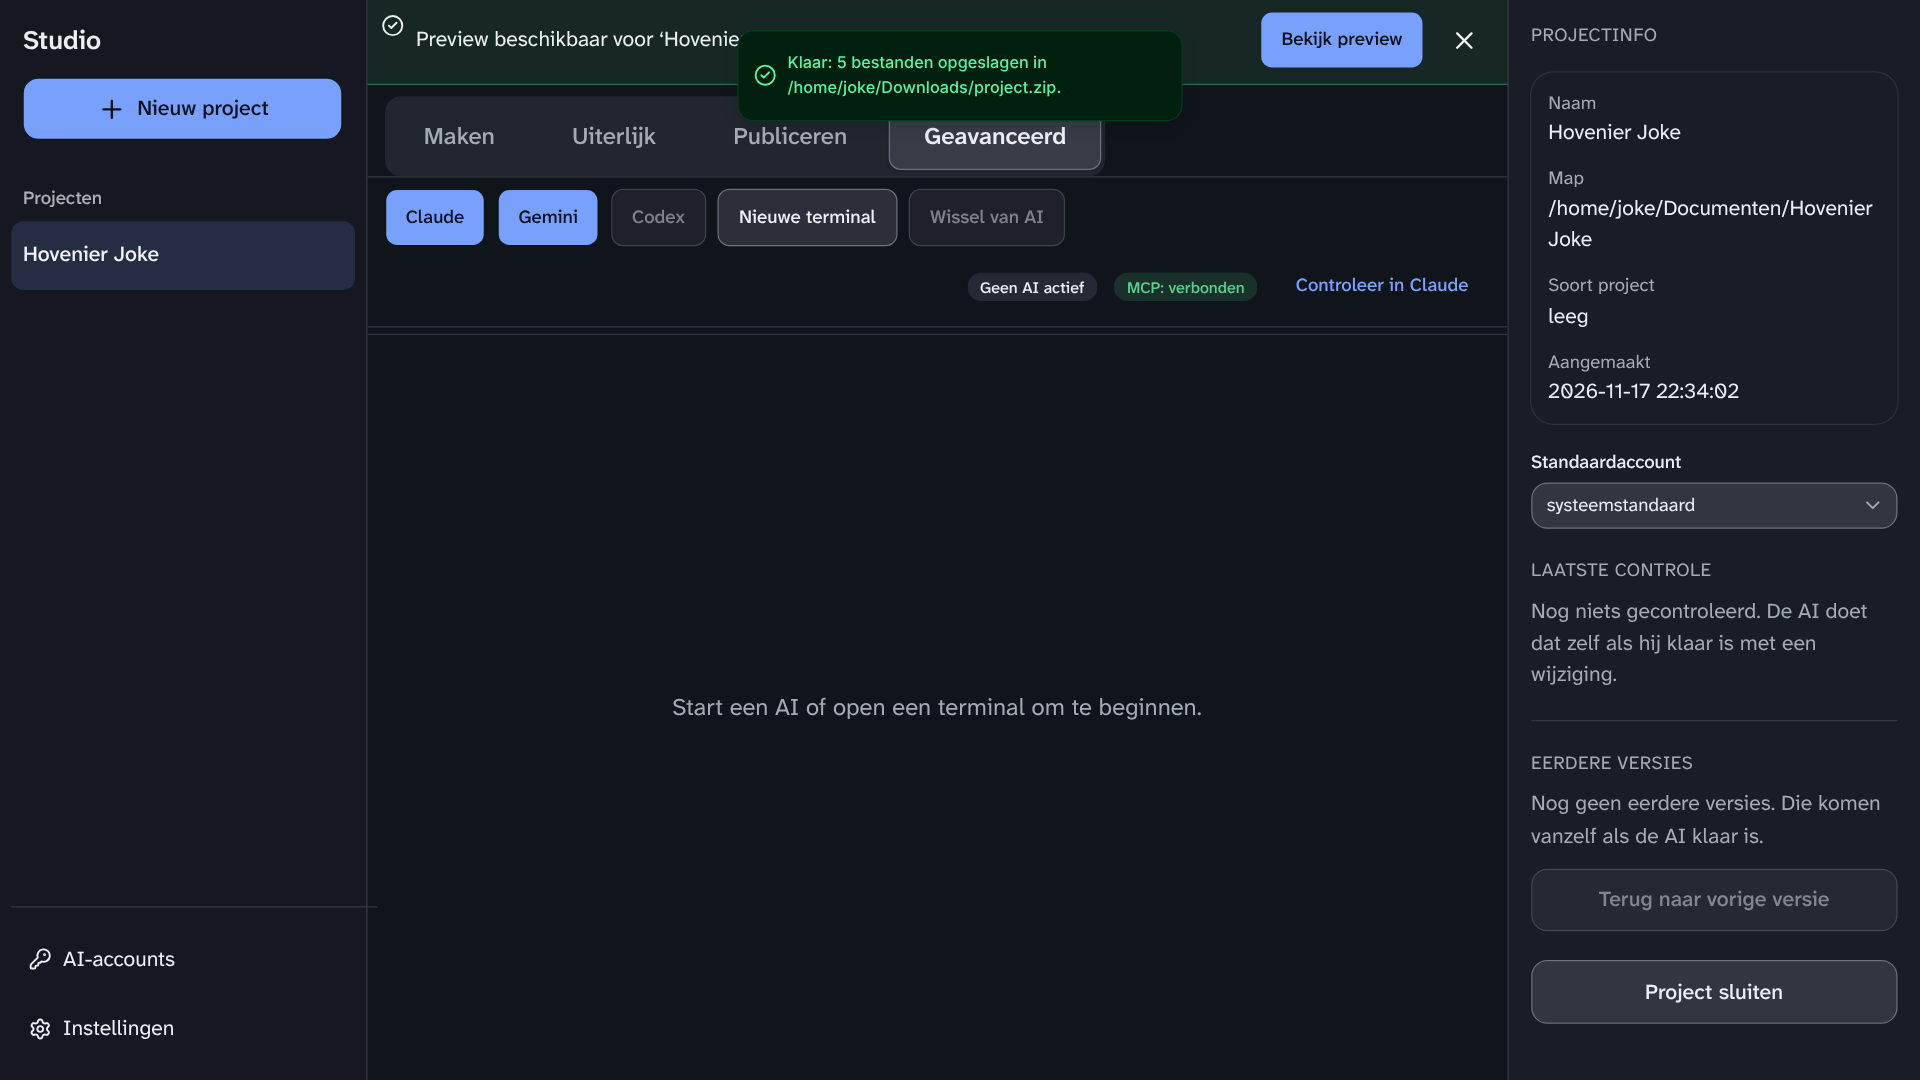 Studio
Nieuw project
Projecten
Hovenier Joke
AI-accounts
Instellingen
Preview beschikbaar voor ‘Hovenie
Bekijk preview
Klaar: 5 bestanden opgeslagen in
/home/joke/Downloads/project.zip.
Maken
Uiterlijk
Publiceren
Geavanceerd
Claude
Gemini
Codex
Nieuwe terminal
Wissel van AI
Geen AI actief
MCP: verbonden
Controleer in Claude
Start een AI of open een terminal om te beginnen.
PROJECTINFO
Naam
Hovenier Joke
Map
/home/joke/Documenten/Hovenier
Joke
Soort project
leeg
Aangemaakt
2026-11-17 22:34:02
Standaardaccount
systeemstandaard
LAATSTE CONTROLE
Nog niets gecontroleerd. De AI doet
dat zelf als hij klaar is met een
wijziging.
EERDERE VERSIES
Nog geen eerdere versies. Die komen
vanzelf als de AI klaar is.
Terug naar vorige versie
Project sluiten